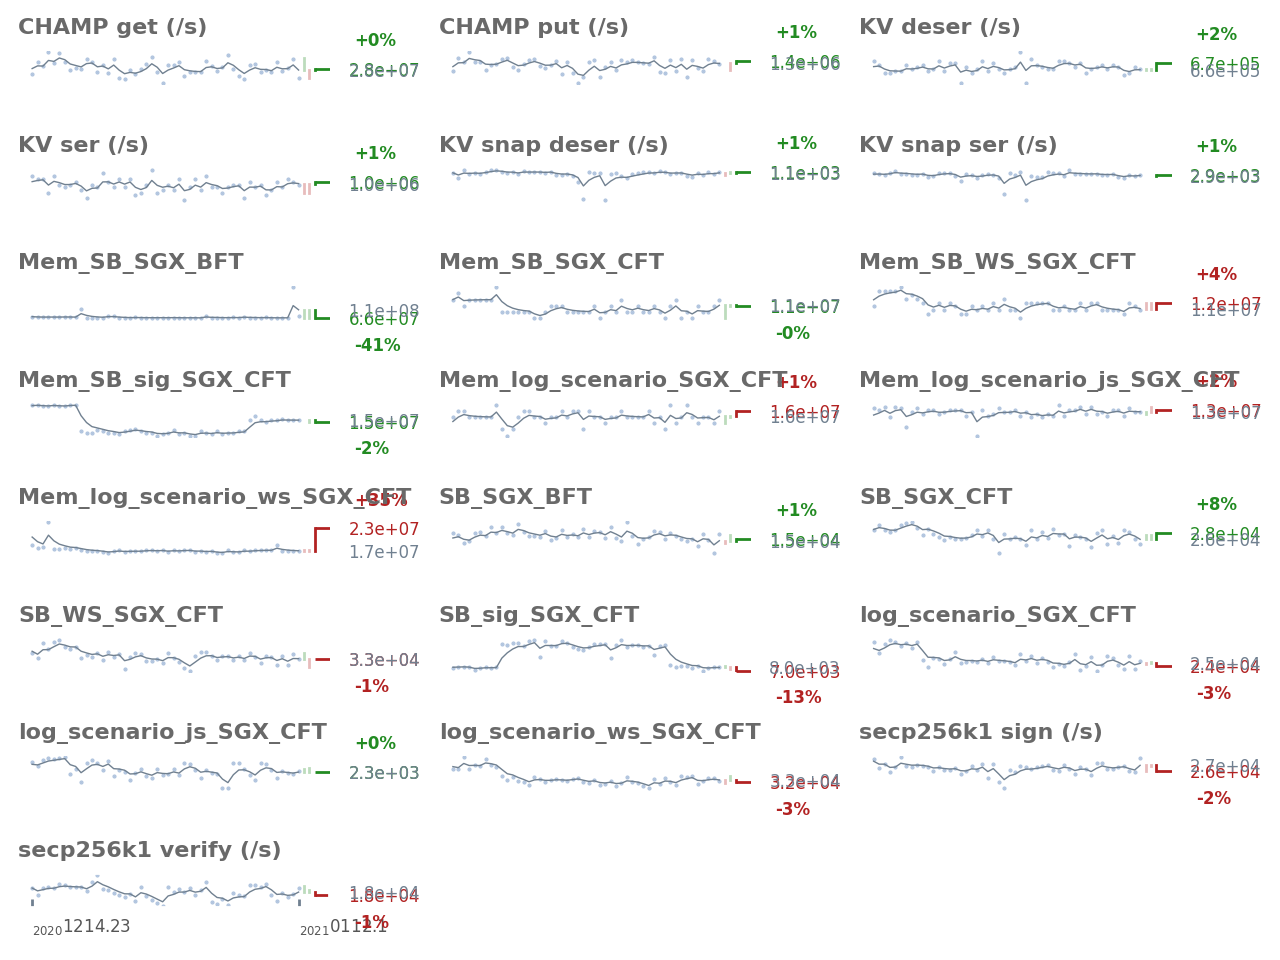 CHAMP get (/s)
+0%
2.8e+07
CHAMP put (/s)
+1%
1.4e+06
KV deser (/s)
+2%
6.7e+05
6.6e+05
KV ser (/s)
+1%
1.0e+06
KV snap deser (/s)
+1%
1.1e+03
KV snap ser (/s)
+1%
2.9e+03
Mem_SB_SGX_BFT
1.1e+08
6.6e+07
-41%
Mem_SB_SGX_CFT
1.1e+07
-0%
Mem_SB_WS_SGX_CFT
+4%
1.2e+07
1.1e+07
Mem_SB_sig_SGX_CFT
1.5e+07
-2%
Mem_log_scenario_SGX_CFT
+1%
1.6e+07
Mem_log_scenario_js_SGX_CFT
+2%
1.3e+07
Mem_log_scenario_ws_SGX_CFT
+35%
2.3e+07
1.7e+07
SB_SGX_BFT
+1%
1.5e+04
SB_SGX_CFT
+8%
2.8e+04
2.6e+04
SB_WS_SGX_CFT
3.3e+04
-1%
SB_sig_SGX_CFT
8.0e+03
7.0e+03
-13%
log_scenario_SGX_CFT
2.5e+04
2.4e+04
-3%
log_scenario_js_SGX_CFT
+0%
2.3e+03
log_scenario_ws_SGX_CFT
3.2e+04
-3%
secp256k1 sign (/s)
2.7e+04
2.6e+04
-2%
secp256k1 verify (/s)
1.8e+04
1.8e+04
-1%
2020 1214.23
2021 0112.1